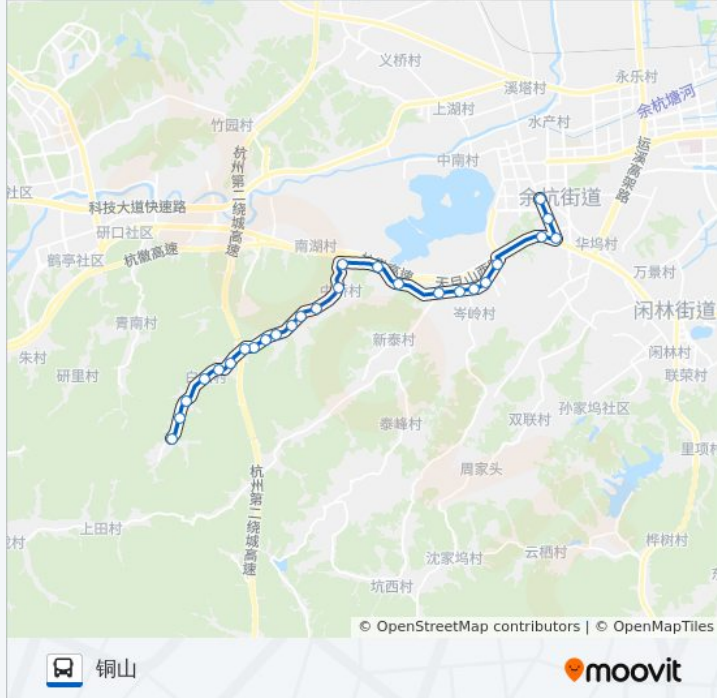 义桥村
永乐村
溪塔村
余杭塘河
上湖村
水产村
竹园村
运溪高架路
中南村
杭州第二绕城高速
社区
余杭街道
科技大道快速路
研口社区
南湖村
华坞村
杭徽高速
鹤亭社区
天目山西路
万景村
岑岭村
闲林街道
青南村
新泰村
朱村
闲林村
研里村
联荣村
孙家坞社区
双联村
泰峰村
里项村
周家头
杭州第二绕城高速
上田村
桦树村
云栖村
沈家坞村
坑西村
© OpenStreetMap contributors | © OpenMapTiles
铜山
moovit